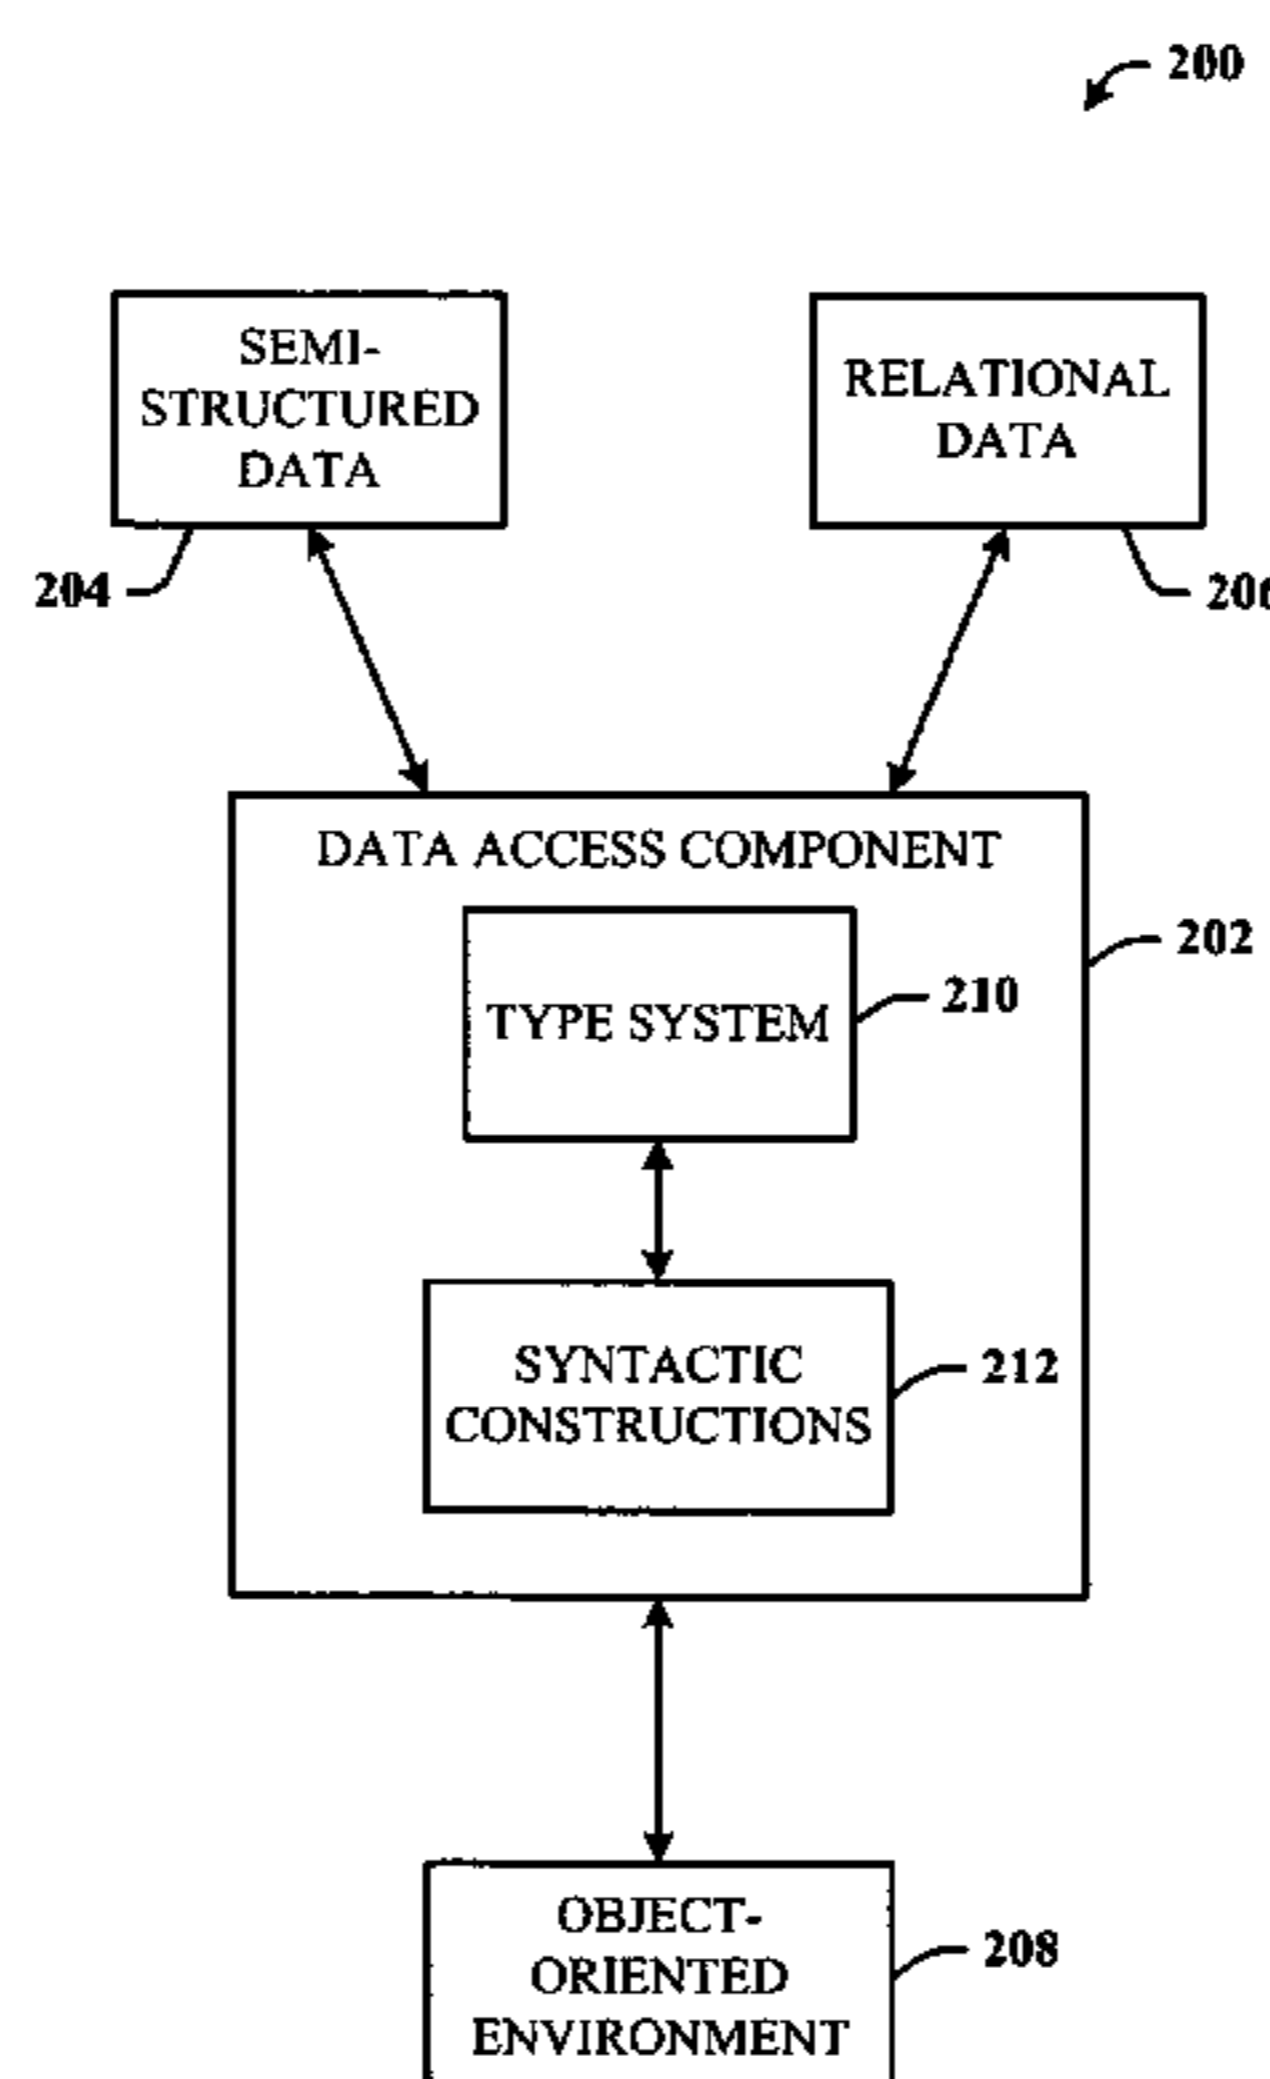 200
SEMI-
STRUCTURED
DATA
RELATIONAL
DATA
204
206
DATA ACCESS COMPONENT
202
TYPE SYSTEM
210
SYNTACTIC
CONSTRUCTIONS
212
OBJECT-
ORIENTED
ENVIRONMENT
208